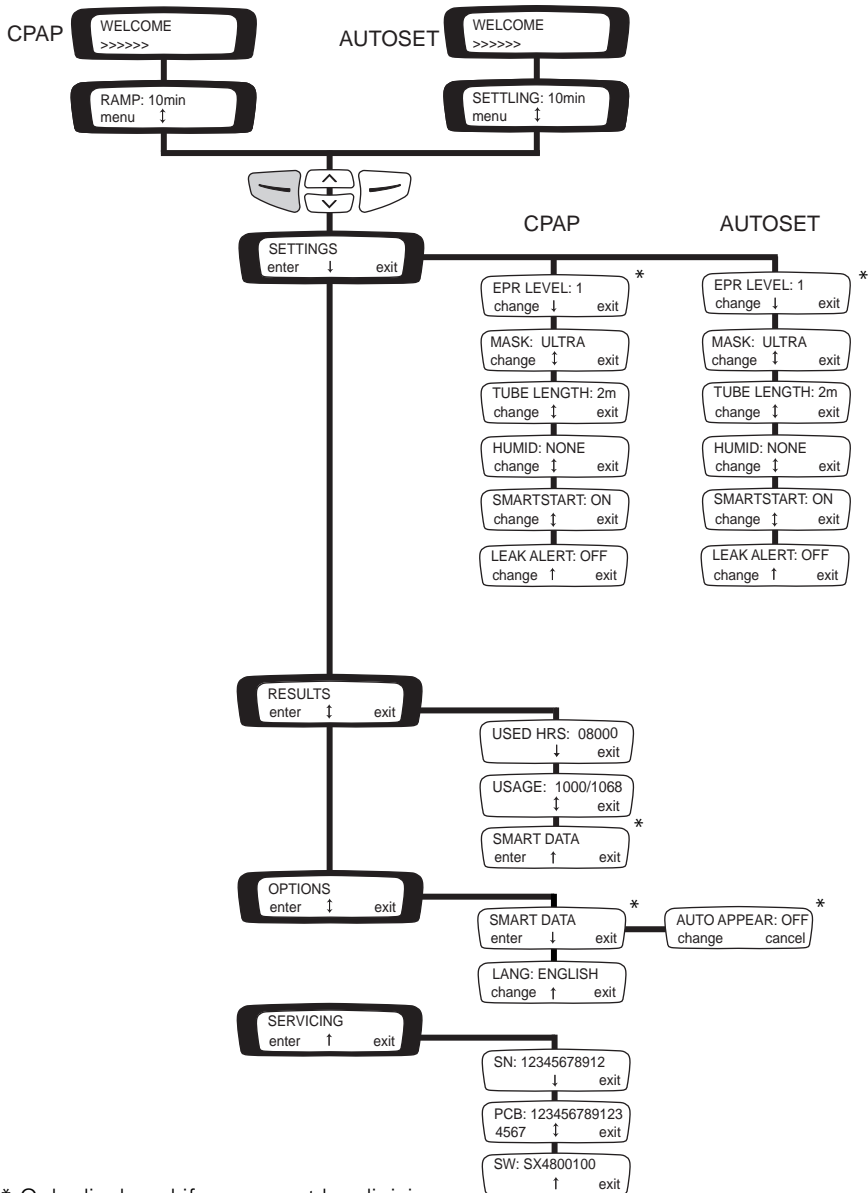 CPAP
WELCOME
>>>>>>
AUTOSET
WELCOME
>>>>>>
RAMP: 10min
menu ↕
SETTLING: 10min
menu ↕
SETTINGS
enter ↓ exit
CPAP
EPR LEVEL: 1 *
change ↓ exit
MASK: ULTRA
change ↕ exit
TUBE LENGTH: 2m
change ↕ exit
HUMID: NONE
change ↕ exit
SMARTSTART: ON
change ↕ exit
LEAK ALERT: OFF
change ↑ exit
AUTOSET
EPR LEVEL: 1 *
change ↓ exit
MASK: ULTRA
change ↕ exit
TUBE LENGTH: 2m
change ↕ exit
HUMID: NONE
change ↕ exit
SMARTSTART: ON
change ↕ exit
LEAK ALERT: OFF
change ↑ exit
RESULTS
enter ↕ exit
USED HRS: 08000
↓ exit
USAGE: 1000/1068
↕ exit
SMART DATA *
enter ↑ exit
OPTIONS
enter ↕ exit
SMART DATA *
enter ↓ exit
AUTO APPEAR: OFF *
change cancel
LANG: ENGLISH
change ↑ exit
SERVICING
enter ↑ exit
SN: 12345678912
↓ exit
PCB: 123456789123
4567 ↕ exit
SW: SX4800100
↑ exit